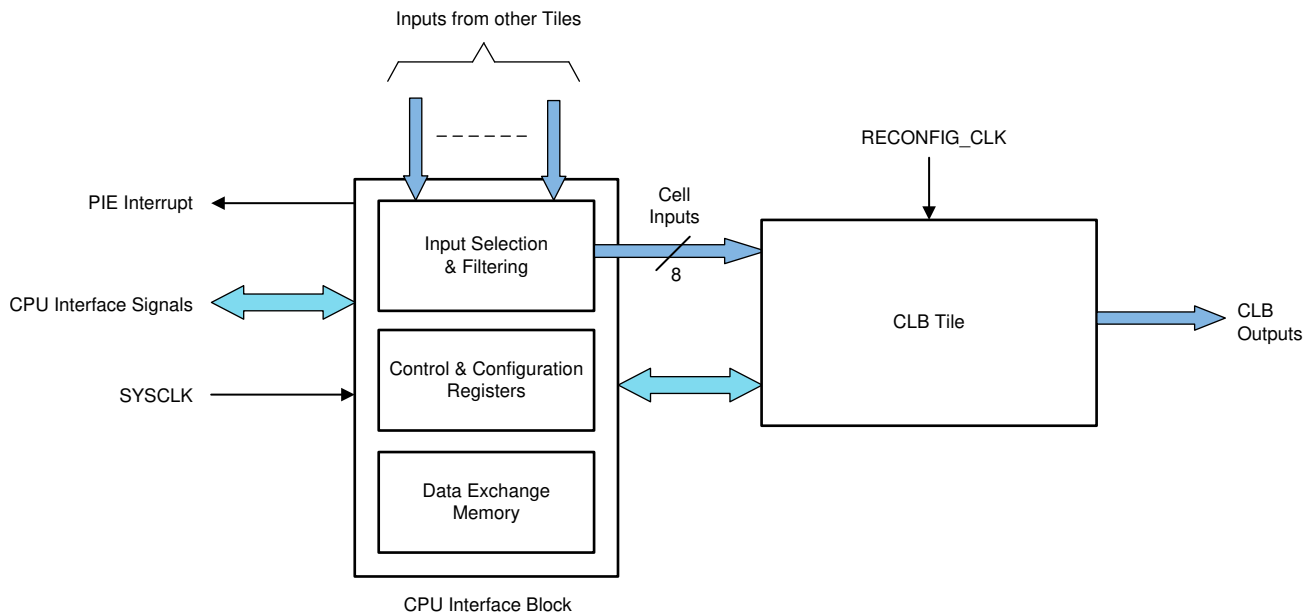 Inputs from other Tiles
RECONFIG_CLK
PIE Interrupt
Cell
Inputs
Input Selection
& Filtering
8
CPU Interface Signals
CLB Tile
CLB
Outputs
Control & Configuration
Registers
SYSCLK
Data Exchange
Memory
CPU Interface Block